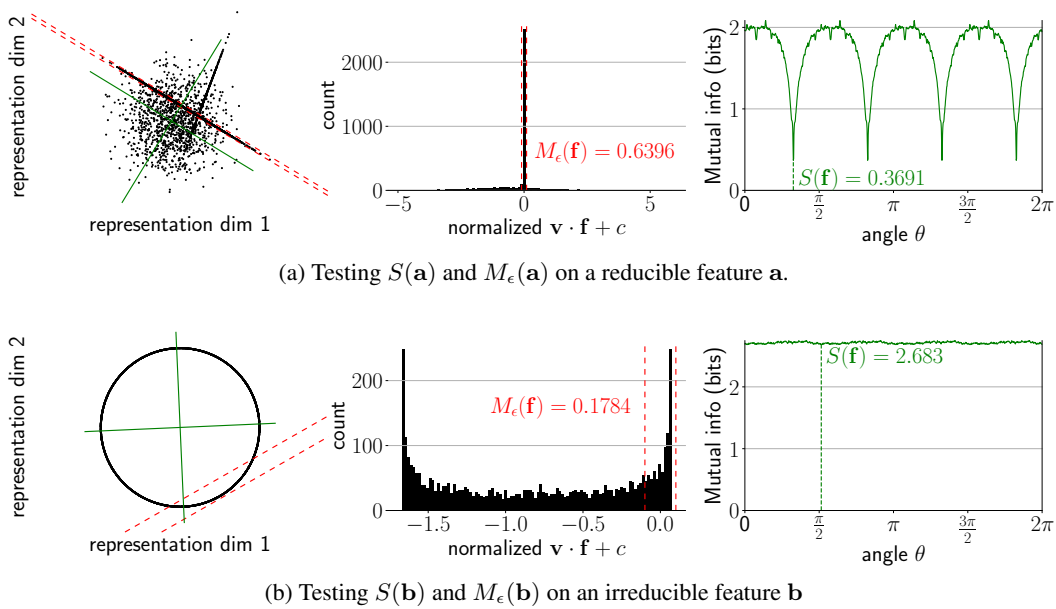 representation dim 2
representation dim 1
count
2000
1000
0
−5
0
5
M_ϵ(f) = 0.6396
normalized v · f + c
Mutual info (bits)
2
1
0
S(f) = 0.3691
0
π/2
π
3π/2
2π
angle θ
(a) Testing S(a) and M_ϵ(a) on a reducible feature a.
representation dim 2
representation dim 1
count
200
100
0
−1.5
−1.0
−0.5
0.0
M_ϵ(f) = 0.1784
normalized v · f + c
Mutual info (bits)
2
1
0
S(f) = 2.683
0
π/2
π
3π/2
2π
angle θ
(b) Testing S(b) and M_ϵ(b) on an irreducible feature b